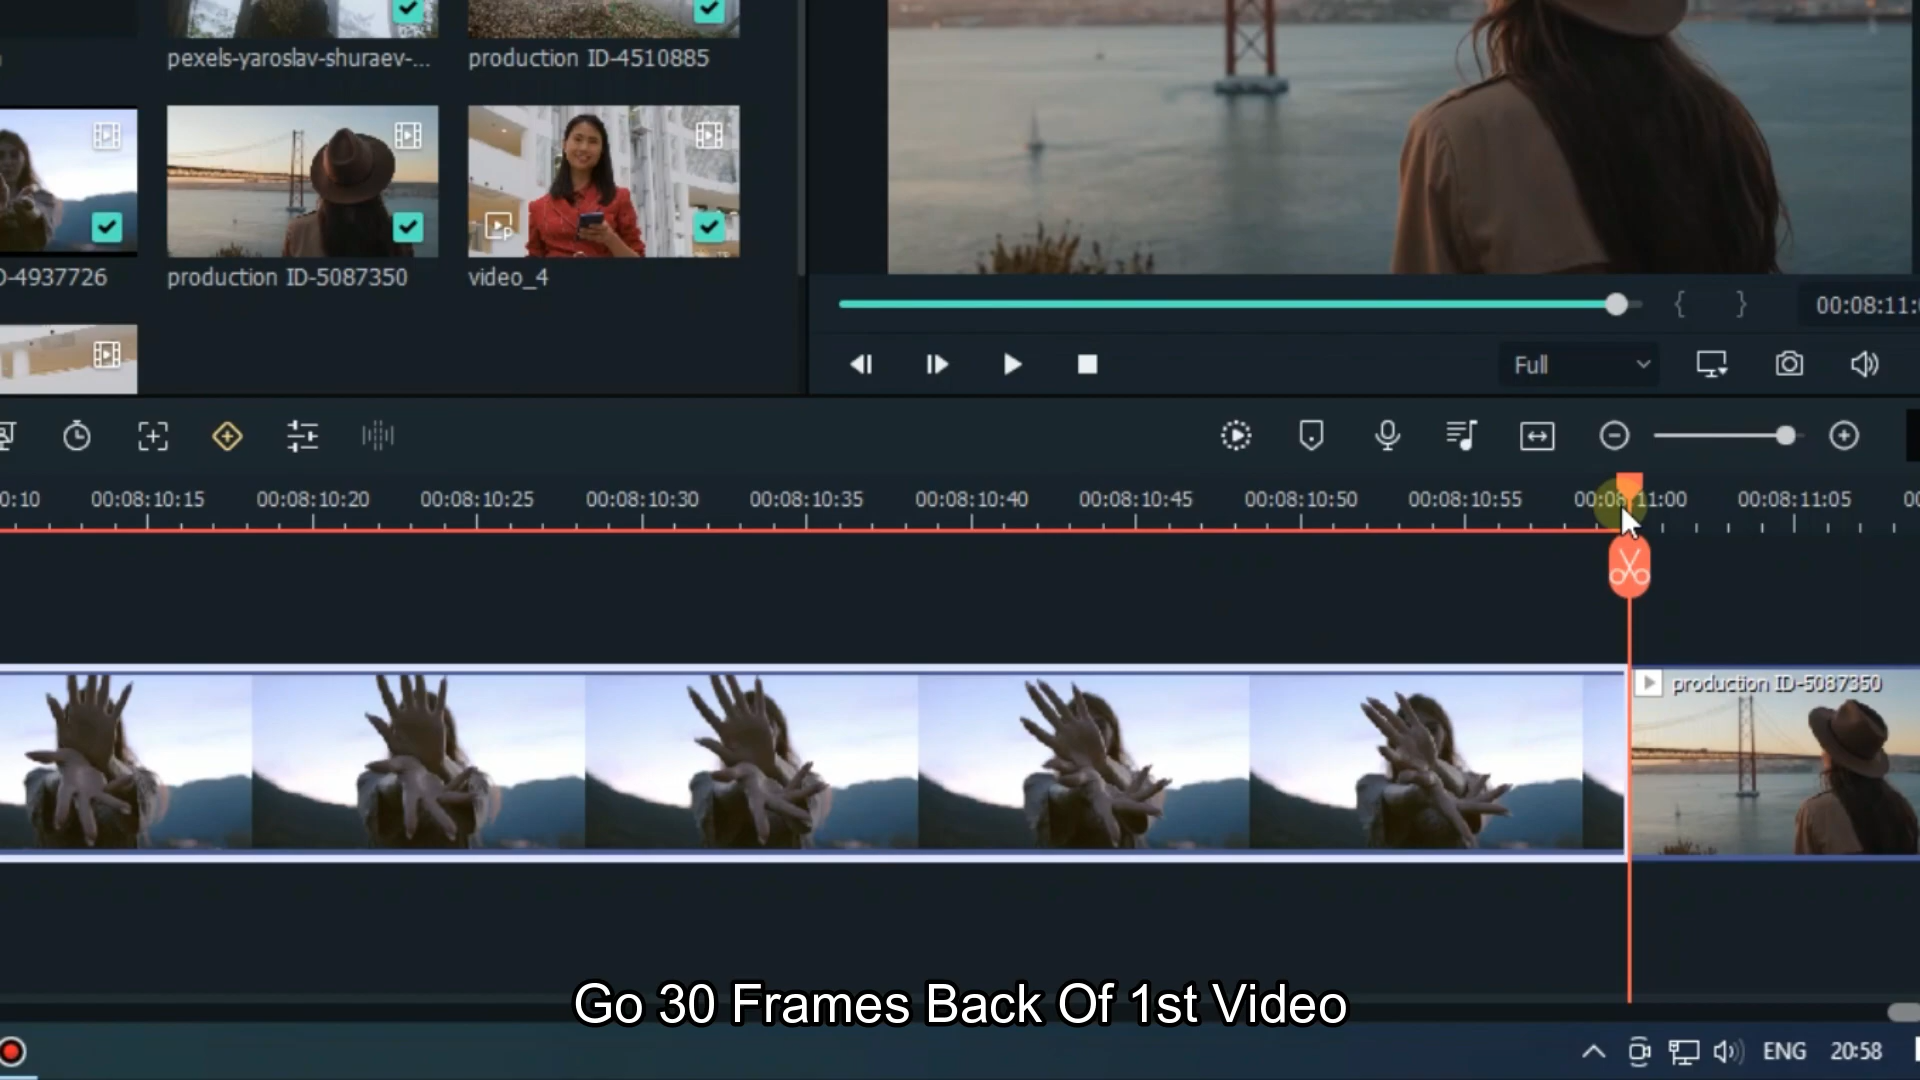 pexels-yaroslav-shuraev-...
production ID-4510885
D-4937726
production ID-5087350
video_4
00:08:11:
Full
0:10
00:08:10:15
00:08:10:20
00:08:10:25
00:08:10:30
00:08:10:35
00:08:10:40
00:08:10:45
00:08:10:50
00:08:10:55
00:08:11:00
00:08:11:05
00
production ID-5087350
Go 30 Frames Back Of 1st Video
ENG
20:58